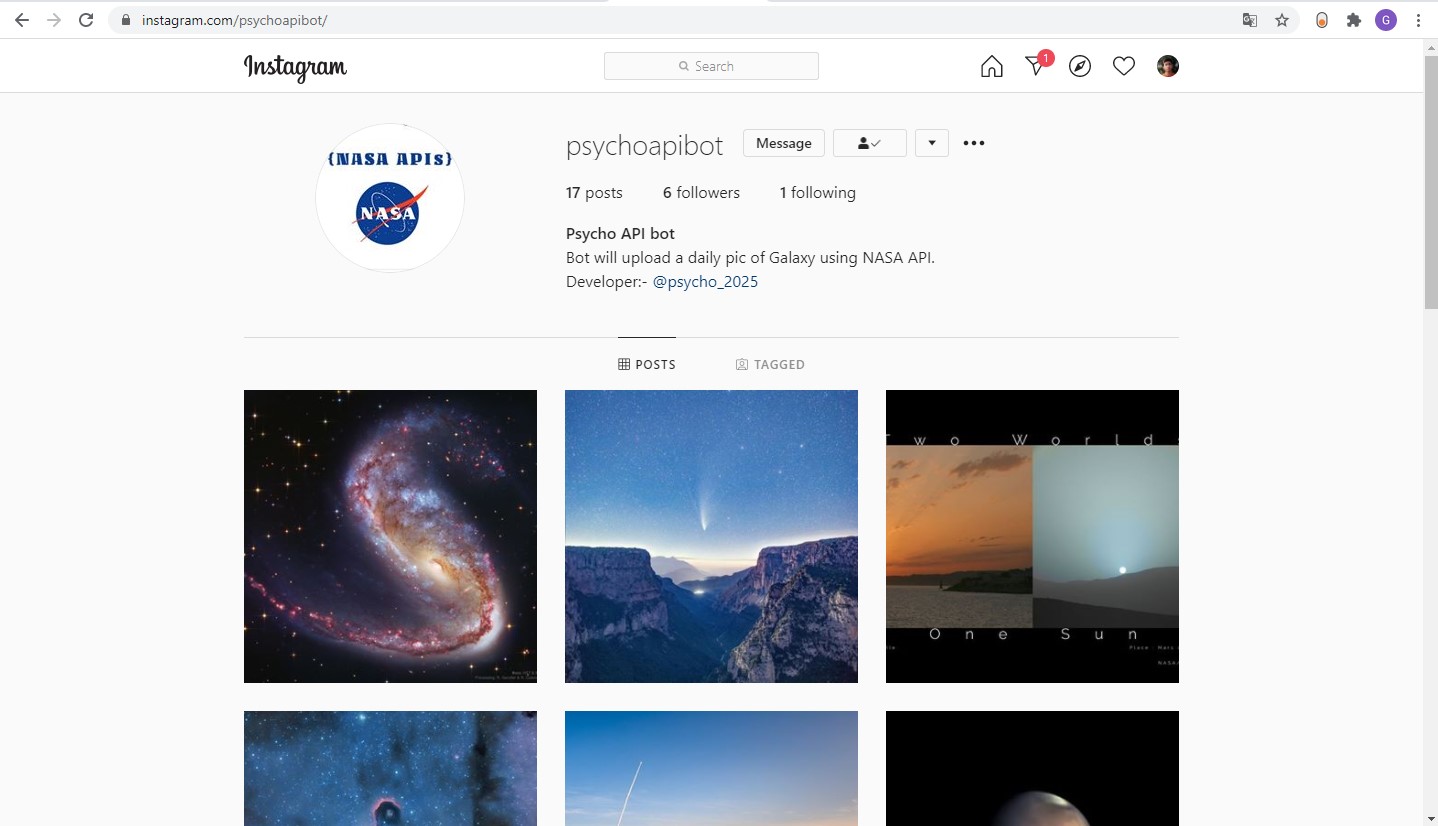 instagram.com/psychoapibot/
G
Instagram
Search
1
{NASA APIs}
NASA
psychoapibot
Message
17 posts
6 followers
1 following
Psycho API bot
Bot will upload a daily pic of Galaxy using NASA API.
Developer:- @psycho_2025
POSTS
TAGGED
Two Worlds
One Sun